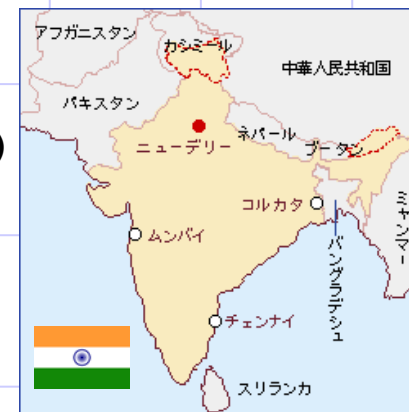 アフガニスタン
カシミール
中華人民共和国
パキスタン
ネパール
ブータン
ニューデリー
コルカタ
ミャンマー
ムンバイ
バングラデシュ
チェンナイ
スリランカ
)